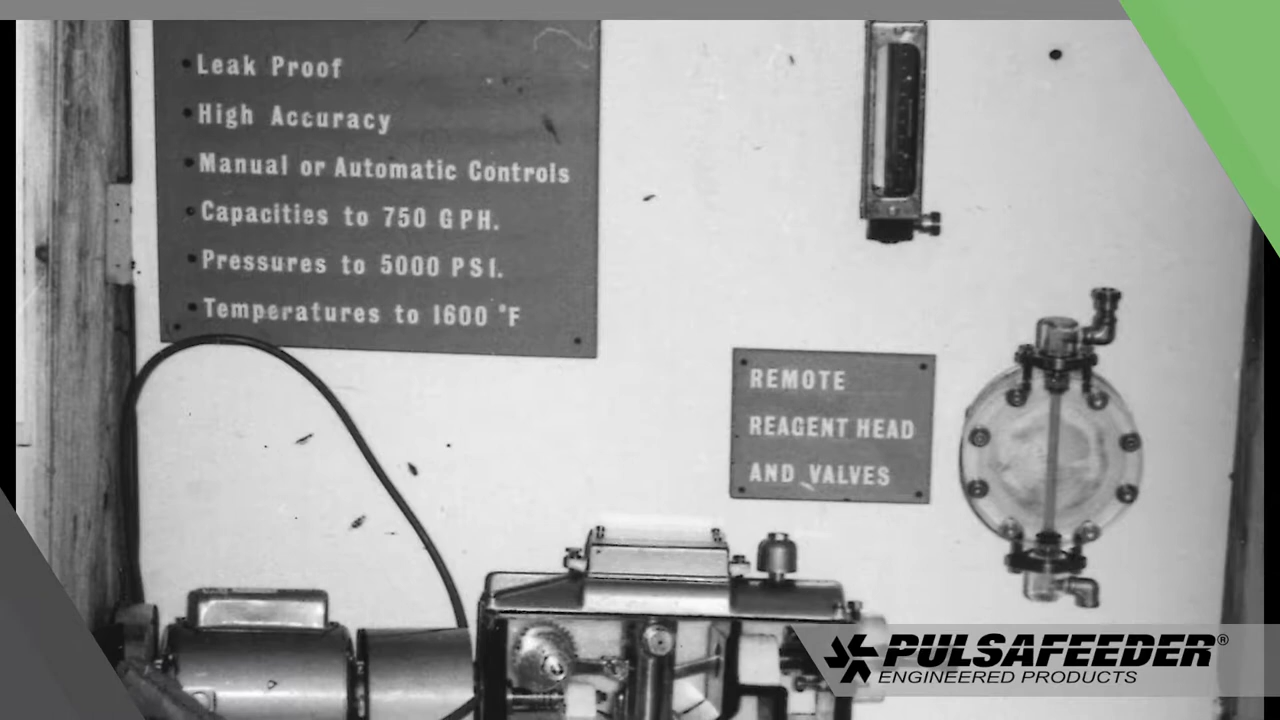 Leak Proof
High Accuracy
Manual or Automatic Controls
Capacities to 750 GPH.
Pressures to 5000 PSI.
Temperatures to 1600 °F
REMOTE
REAGENT HEAD
AND VALVES
PULSAFEEDER®
ENGINEERED PRODUCTS